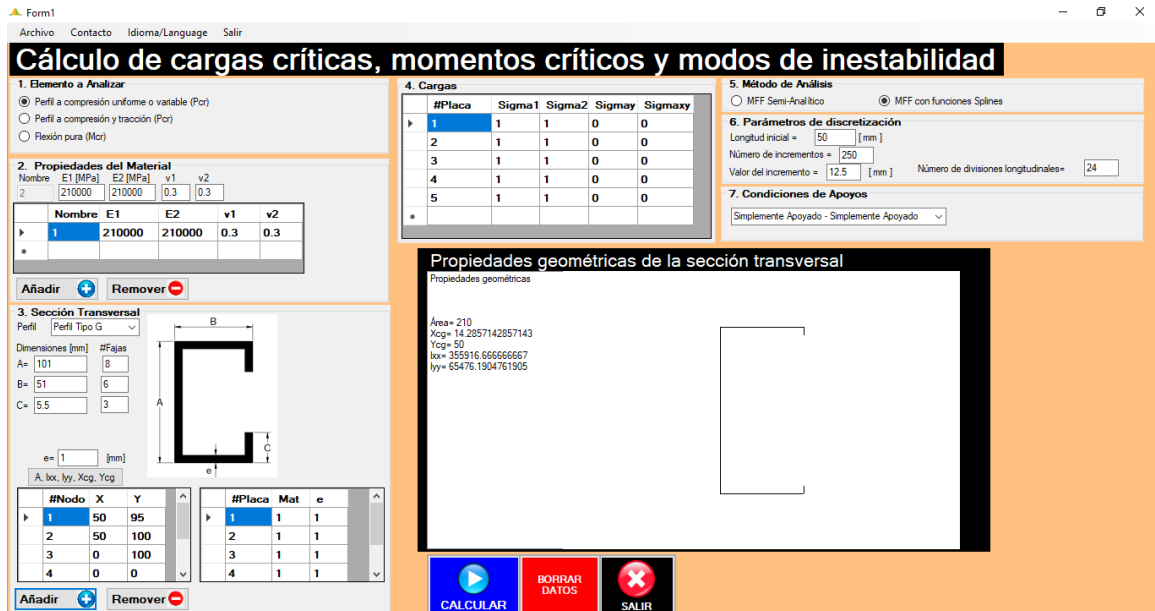 Form1
Archivo Contacto Idioma/Language Salir
Cálculo de cargas críticas, momentos críticos y modos de inestabilidad
1. Elemento a Analizar
Perfil a compresión uniforme o variable (Pcr)
Perfil a compresión y tracción (Pcr)
Flexión pura (Mcr)
2. Propiedades del Material
Nombre E1 [MPa] E2 [MPa] v1 v2
2 210000 210000 0.3 0.3
Nombre E1 E2 v1 v2
1 210000 210000 0.3 0.3
Añadir Remover
3. Sección Transversal
Perfil Perfil Tipo G
Dimensiones [mm] #Fajas
A= 101 8
B= 51 6
C= 5.5 3
e= 1 [mm]
A, Ixx, Iyy, Xcg, Ycg
B
A
C
e
#Nodo X Y
1 50 95
2 50 100
3 0 100
4 0 0
#Placa Mat e
1 1 1
2 1 1
3 1 1
4 1 1
Añadir Remover
4. Cargas
#Placa Sigma1 Sigma2 Sigmay Sigmaxy
1 1 1 0 0
2 1 1 0 0
3 1 1 0 0
4 1 1 0 0
5 1 1 0 0
5. Método de Análisis
MFF Semi-Analítico MFF con funciones Splines
6. Parámetros de discretización
Longitud inicial = 50 [mm]
Número de incrementos = 250
Valor del incremento = 12.5 [mm] Número de divisiones longitudinales= 24
7. Condiciones de Apoyos
Simplemente Apoyado - Simplemente Apoyado
Propiedades geométricas de la sección transversal
Propiedades geométricas
Área= 210
Xcg= 14.2857142857143
Ycg= 50
Ixx= 355916.666666667
Iyy= 65476.1904761905
CALCULAR
BORRAR
DATOS
SALIR